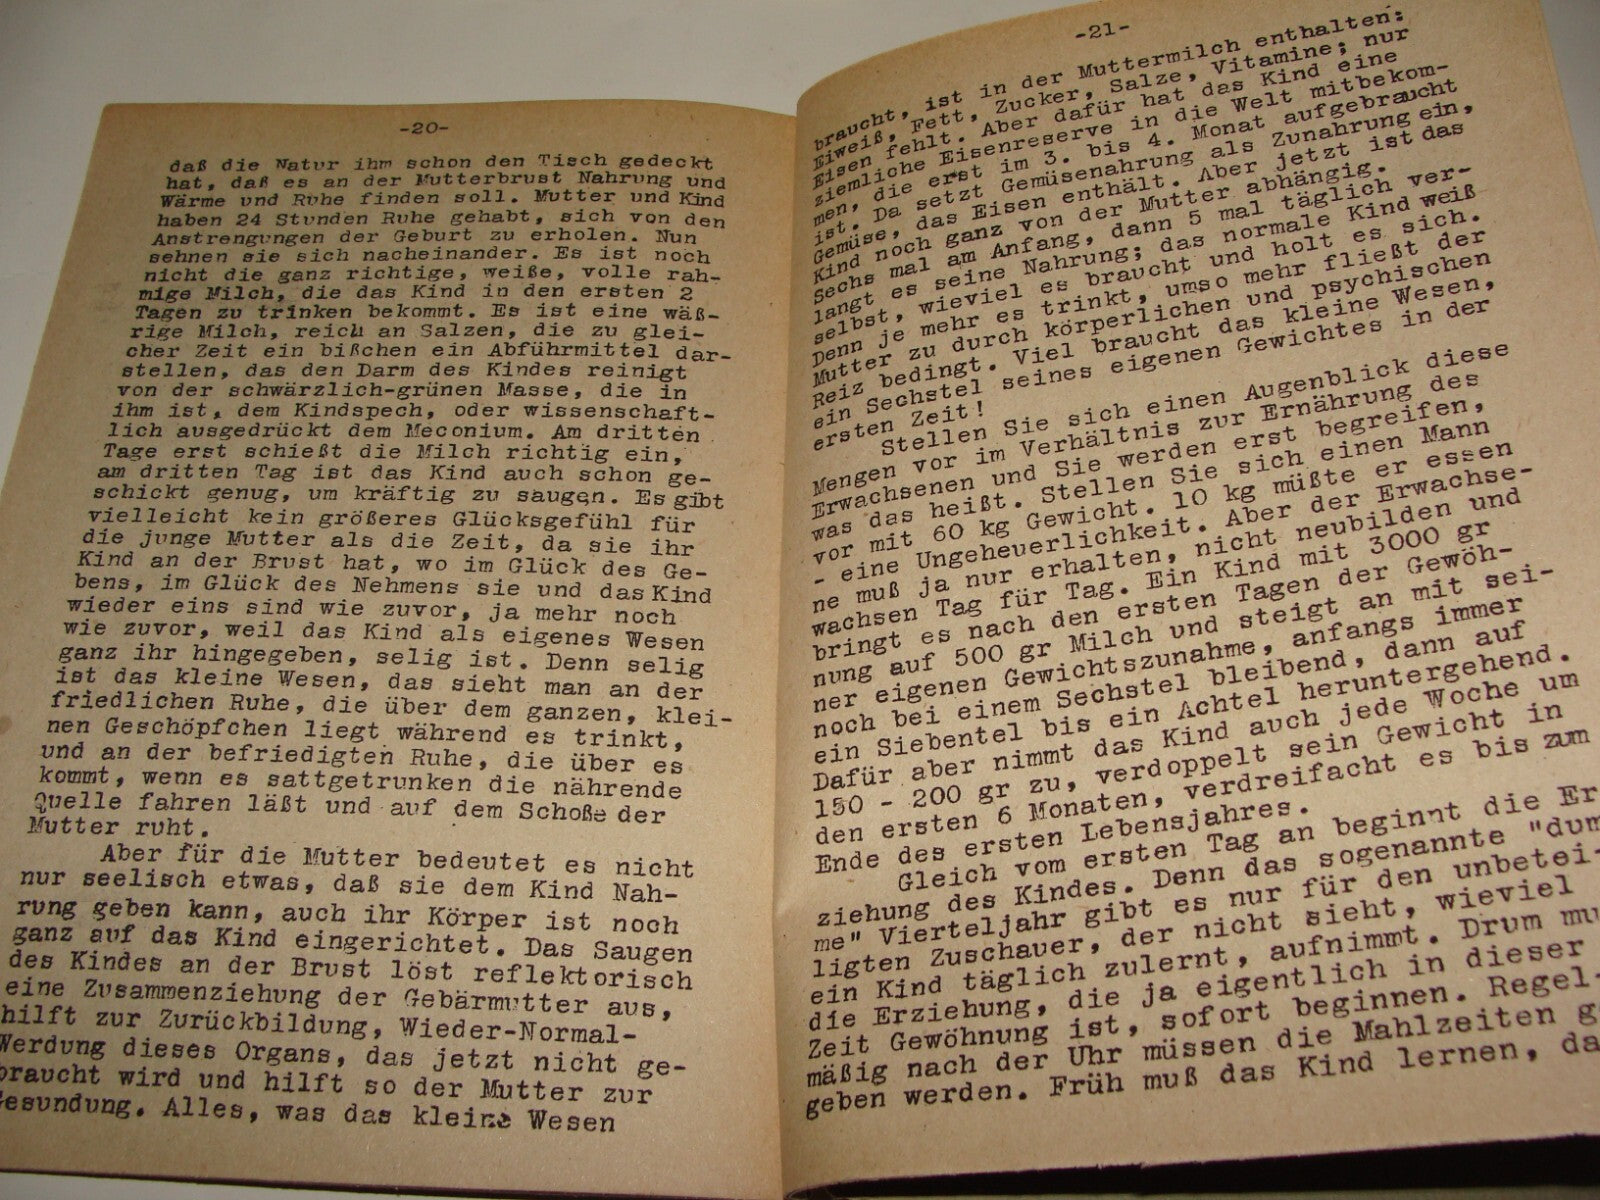 -20-
daß die Natur ihm schon den Tisch gedeckt
hat, daß es an der Mutterbrust Nahrung und
Wärme und Ruhe finden soll. Mutter und Kind
haben 24 Stunden Ruhe gehabt, sich von den
Anstrengungen der Geburt zu erholen. Nun
sehnen sie sich nacheinander. Es ist noch
nicht die ganz richtige, weiße, volle rah-
mige Milch, die das Kind in den ersten 2
Tagen zu trinken bekommt. Es ist eine wäß-
rige Milch, reich an Salzen, die zu glei-
cher Zeit ein bißchen ein Abführmittel dar-
stellen, das den Darm des Kindes reinigt
von der schwärzlich-grünen Masse, die in
ihm ist, dem Kindspech, oder wissenschaft-
lich ausgedrückt dem Meconium. Am dritten
Tage erst schießt die Milch richtig ein,
am dritten Tag ist das Kind auch schon ge-
schickt genug, um kräftig zu saugen. Es gibt
vielleicht kein größeres Glücksgefühl für
die junge Mutter als die Zeit, da sie ihr
Kind an der Brust hat, wo im Glück des Ge-
bens, im Glück des Nehmens sie und das Kind
wieder eins sind wie zuvor, ja mehr noch
wie zuvor, weil das Kind als eigenes Wesen
ganz ihr hingegeben, selig ist. Denn selig
ist das kleine Wesen, das sieht man an der
friedlichen Ruhe, die über dem ganzen, klei-
nen Geschöpfchen liegt während es trinkt,
und an der befriedigten Ruhe, die über es
kommt, wenn es sattgetrunken die nährende
Quelle fahren läßt und auf dem Schoße der
Mutter ruht.
Aber für die Mutter bedeutet es nicht
nur seelisch etwas, daß sie dem Kind Nah-
rung geben kann, auch ihr Körper ist noch
ganz auf das Kind eingerichtet. Das Saugen
des Kindes an der Brust löst reflektorisch
eine Zusammenziehung der Gebärmutter aus,
hilft zur Zurückbildung, Wieder-Normal-
Werdung dieses Organs, das jetzt nicht ge-
braucht wird und hilft so der Mutter zur
Gesundung. Alles, was das kleine Wesen
-21-
braucht, ist in der Muttermilch enthalten:
Eiweiß, Fett, Zucker, Salze, Vitamine; nur
Eisen fehlt. Aber dafür hat das Kind eine
ziemliche Eisenreserve in die Welt mitbekom-
men, die erst im 3. bis 4. Monat aufgebraucht
ist. Da setzt Gemüsenahrung als Zunahrung ein,
Gemüse, das Eisen enthält. Aber jetzt ist das
Kind noch ganz von der Mutter abhängig.
Sechs mal am Anfang, dann 5 mal täglich ver-
langt es seine Nahrung; das normale Kind weiß
selbst, wieviel es braucht und holt es sich.
Denn je mehr es trinkt, umso mehr fließt der
Mutter zu durch körperlichen und psychischen
Reiz bedingt. Viel braucht das kleine Wesen,
ein Sechstel seines eigenen Gewichtes in der
ersten Zeit!
Stellen Sie sich einen Augenblick diese
Mengen vor im Verhältnis zur Ernährung des
Erwachsenen und Sie werden erst begreifen,
was das heißt. Stellen Sie sich einen Mann
vor mit 60 kg Gewicht. 10 kg müßte er essen
- eine Ungeheuerlichkeit. Aber der Erwachse-
ne muß ja nur erhalten, nicht neubilden und
wachsen Tag für Tag. Ein Kind mit 3000 gr
bringt es nach den ersten Tagen der Gewöh-
nung auf 500 gr Milch und steigt an mit sei-
ner eigenen Gewichtszunahme, anfangs immer
noch bei einem Sechstel bleibend, dann auf
ein Siebentel bis ein Achtel heruntergehend.
Dafür aber nimmt das Kind auch jede Woche um
150 - 200 gr zu, verdoppelt sein Gewicht in
den ersten 6 Monaten, verdreifacht es bis zum
Ende des ersten Lebensjahres.
Gleich vom ersten Tag an beginnt die Er
ziehung des Kindes. Denn das sogenannte "dum
me" Vierteljahr gibt es nur für den unbetei-
ligten Zuschauer, der nicht sieht, wieviel
ein Kind täglich zulernt, aufnimmt. Drum mu
die Erziehung, die ja eigentlich in dieser
Zeit Gewöhnung ist, sofort beginnen. Regel-
mäßig nach der Uhr müssen die Mahlzeiten g
geben werden. Früh muß das Kind lernen, da